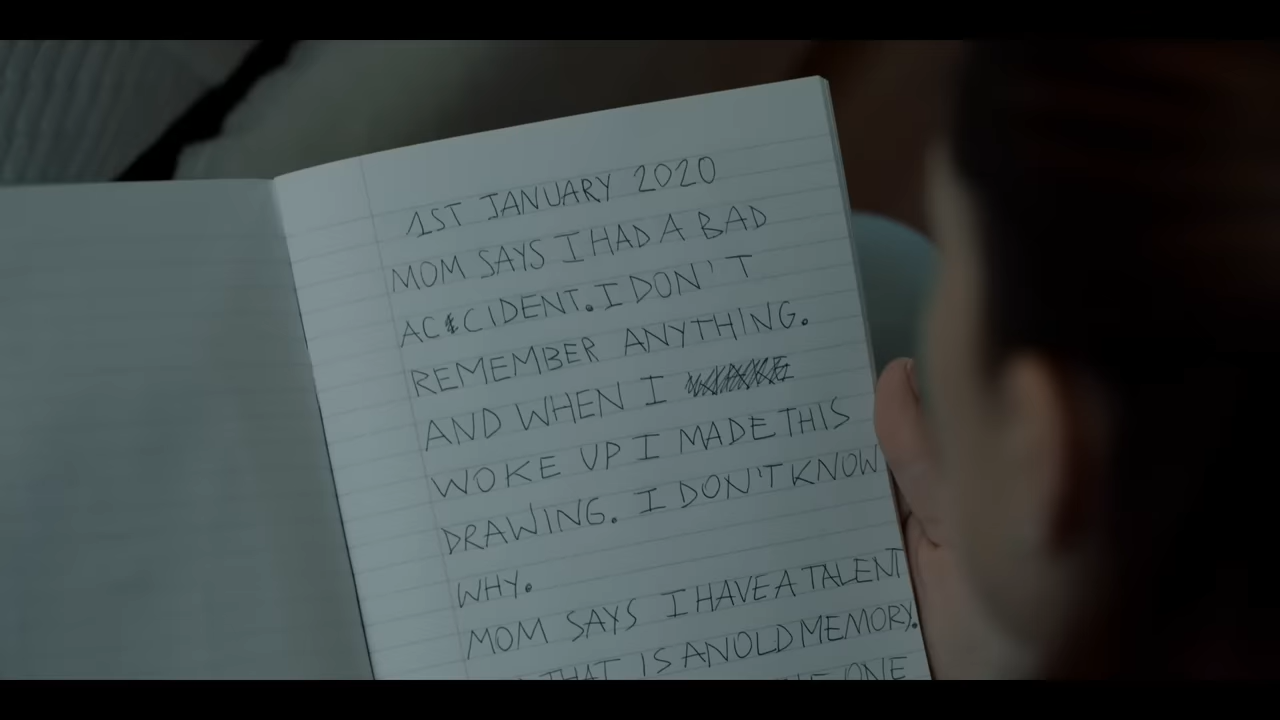 1ST JANUARY 2020
MOM SAYS I HAD A BAD
ACCIDENT. I DON'T
REMEMBER ANYTHING.
AND WHEN I
WOKE UP I MADE THIS
DRAWING. I DON'T KNOW
WHY.
MOM SAYS I HAVE A TALENT
THAT IS AN OLD MEMORY.
ONE